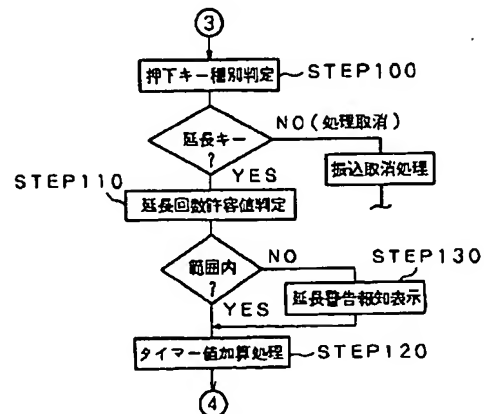 ③
押下キー種別判定
STEP100
延長キー
?
NO(処理取消)
振込取消処理
YES
STEP110
延長回数許容値判定
範囲内
?
NO
STEP130
延長警告報知表示
YES
タイマー値加算処理
STEP120
④